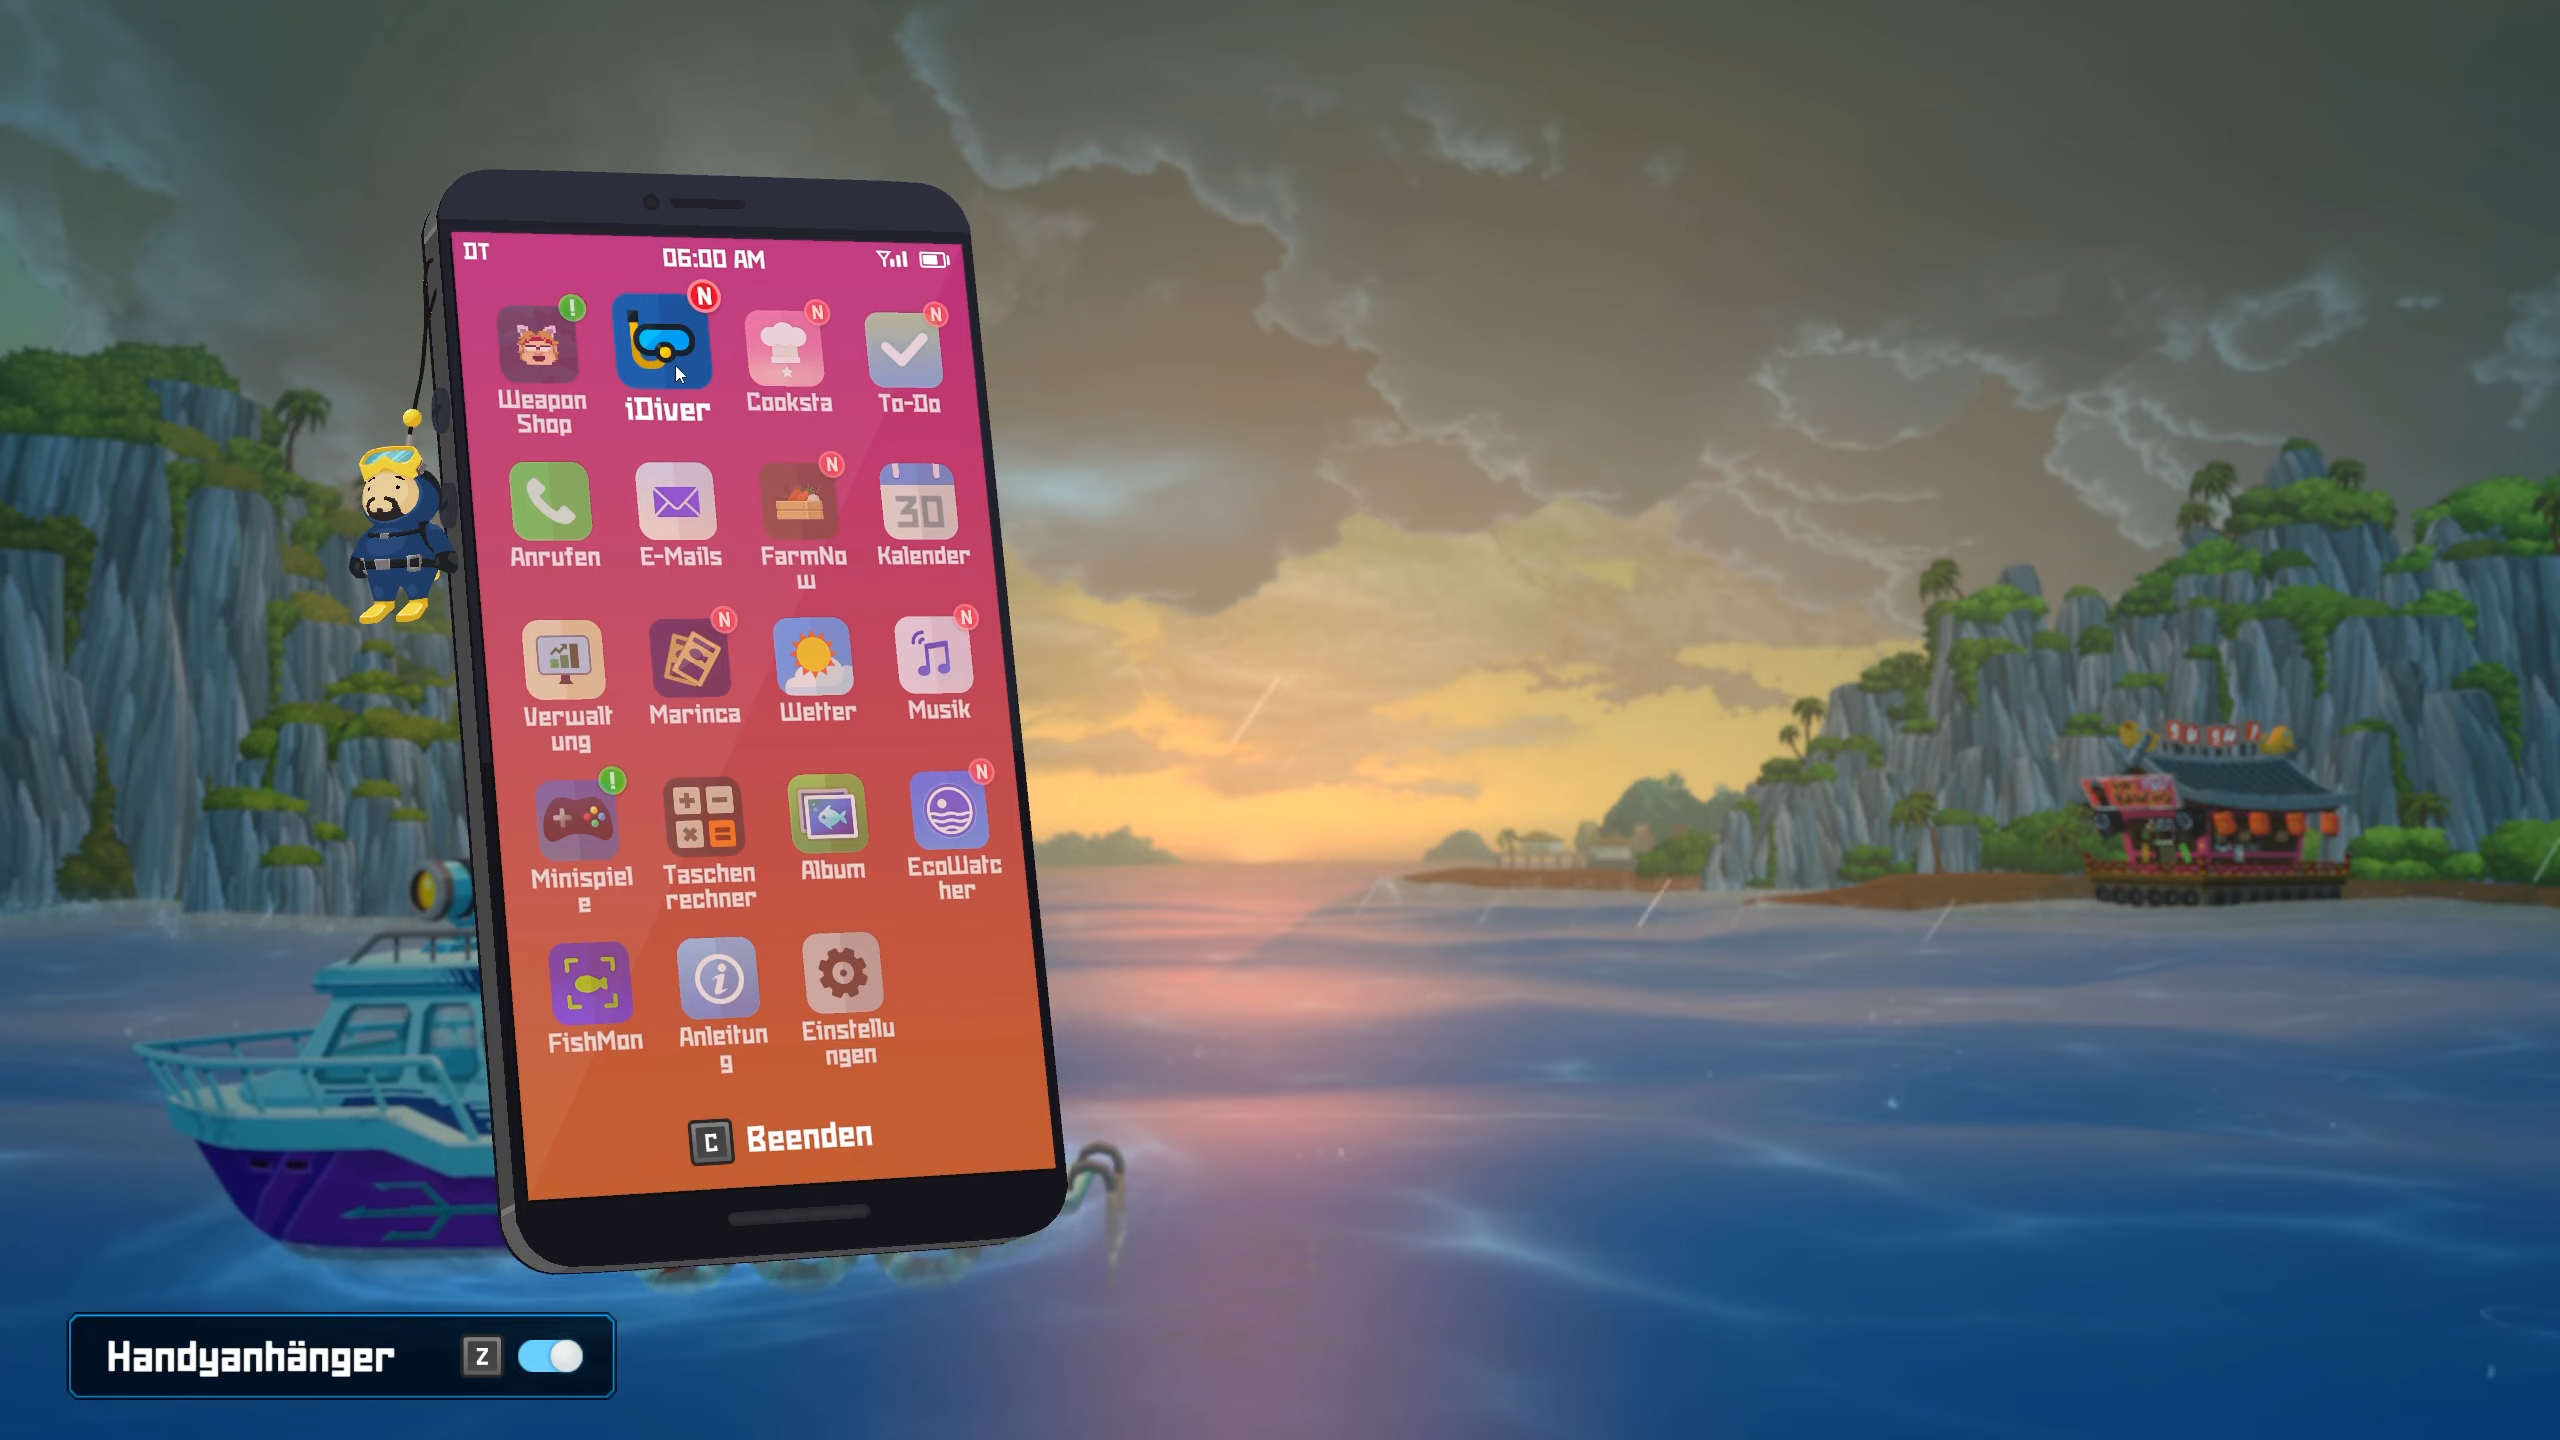 DT
06:00 AM
! N N N
Weapon
Shop
iDiver
Cooksta
To-Do
N
30
Anrufen
E-Mails
FarmNo
w
Kalender
N N
Verwalt
ung
Marinca
Wetter
Musik
! N
Minispiel
e
Taschen
rechner
Album
EcoWatc
her
FishMon
Anleitun
g
Einstellu
ngen
C Beenden
SUSHI
Handyanhänger Z